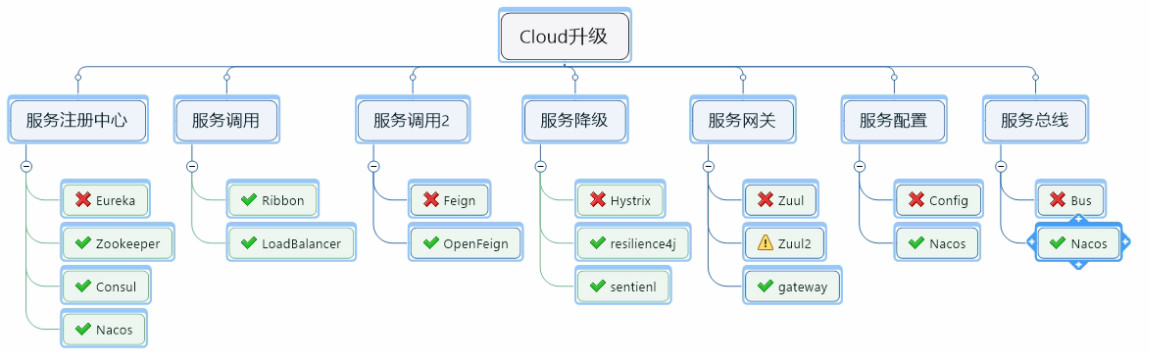 Cloud升级
服务注册中心
Eureka
Zookeeper
Consul
Nacos
服务调用
Ribbon
LoadBalancer
服务调用2
Feign
OpenFeign
服务降级
Hystrix
resilience4j
sentienl
服务网关
Zuul
Zuul2
gateway
服务配置
Config
Nacos
服务总线
Bus
Nacos